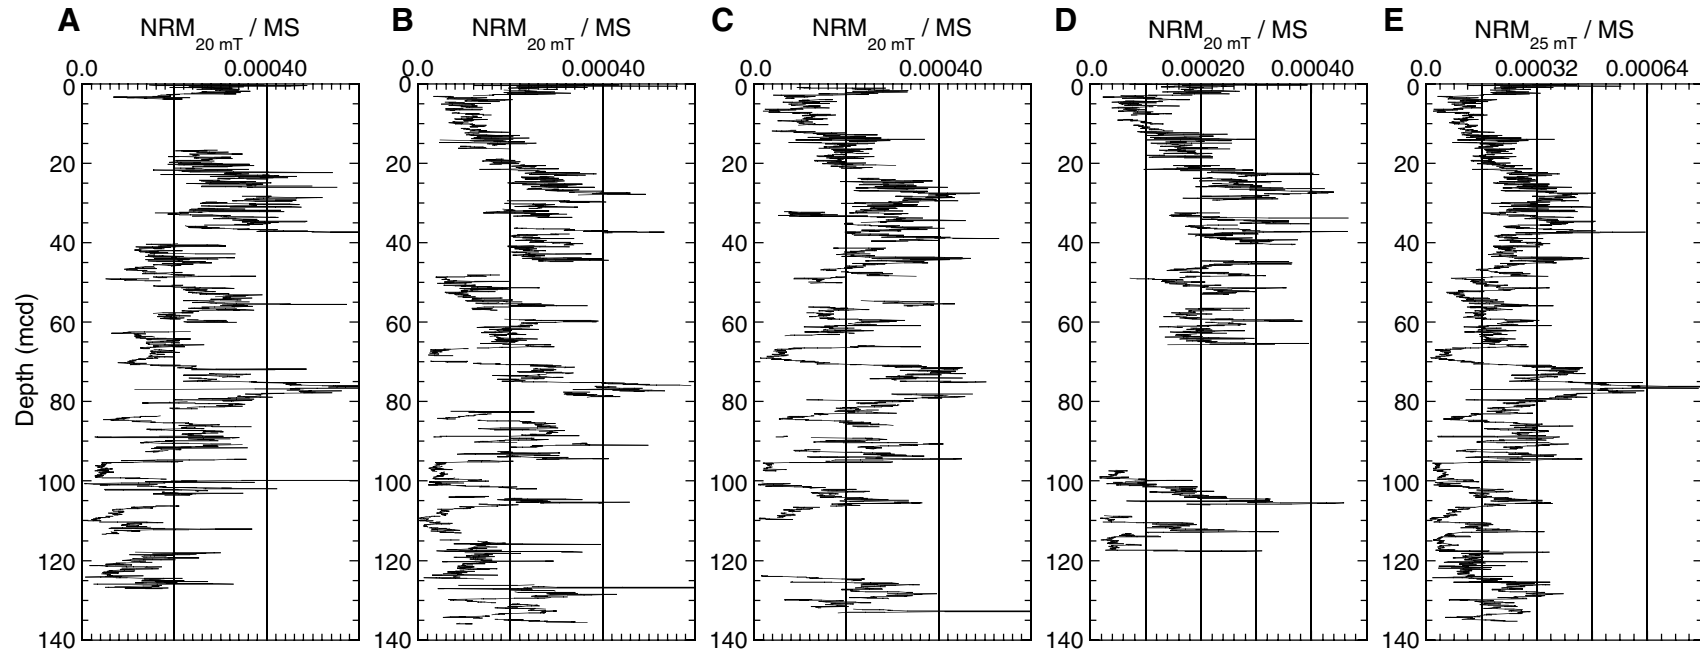 A NRM20 mT / MS B NRM20 mT / MS C NRM20 mT / MS D NRM20 mT / MS E NRM25 mT / MS
0.0 0.00040 0.0 0.00040 0.0 0.00040 0.0 0.00020 0.00040 0.0 0.00032 0.00064
0 0 0 0 0
20 20 20 20 20
40 40 40 40 40
60 60 60 60 60
80 80 80 80 80
100 100 100 100 100
120 120 120 120 120
140 140 140 140 140
Depth (mcd)